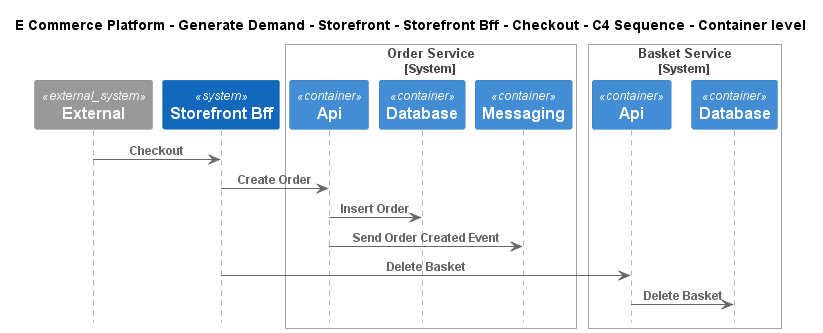 E Commerce Platform - Generate Demand - Storefront - Storefront Bff - Checkout - C4 Sequence - Container level
Order Service
[System]
Basket Service
[System]
«external_system»
External
«system»
Storefront Bff
«container»
Api
«container»
Database
«container»
Messaging
«container»
Api
«container»
Database
Checkout
Create Order
Insert Order
Send Order Created Event
Delete Basket
Delete Basket